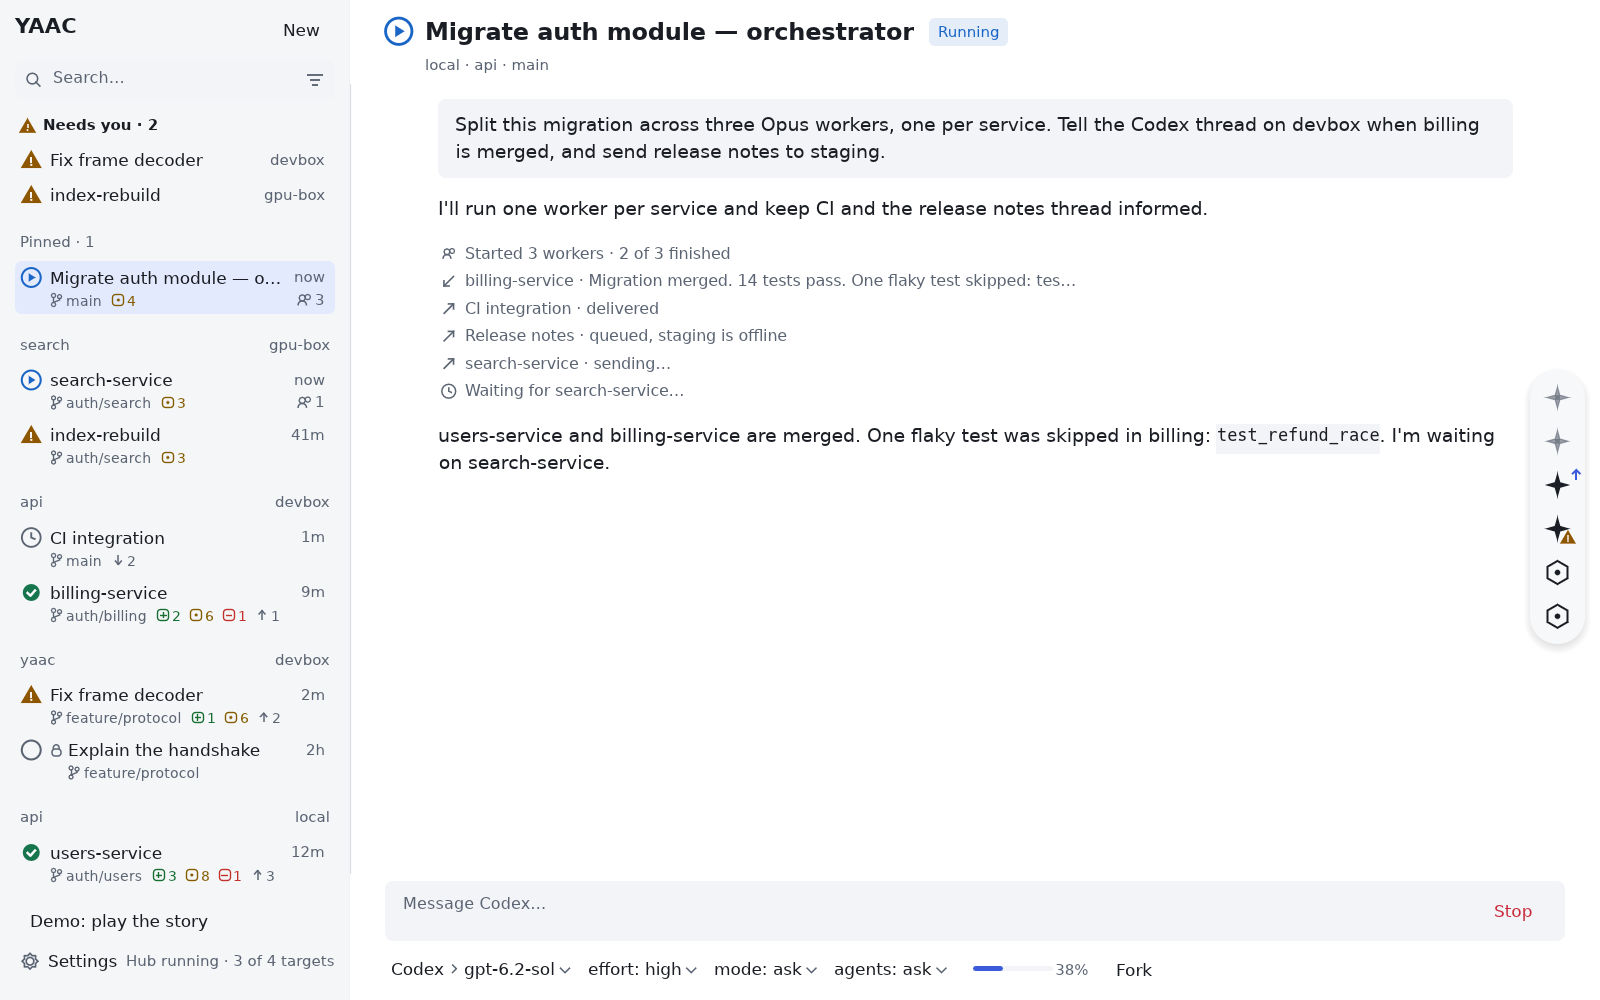 YAAC
New
Search...
Needs you · 2
Fix frame decoder devbox
index-rebuild gpu-box
Pinned · 1
Migrate auth module — o... now
main 4 3
search gpu-box
search-service now
auth/search 3 1
index-rebuild 41m
auth/search 3
api devbox
CI integration 1m
main 2
billing-service 9m
auth/billing 2 6 1 1
yaac devbox
Fix frame decoder 2m
feature/protocol 1 6 2
Explain the handshake 2h
feature/protocol
api local
users-service 12m
auth/users 3 8 1 3
Demo: play the story
Settings Hub running · 3 of 4 targets
Migrate auth module — orchestrator Running
local · api · main
Split this migration across three Opus workers, one per service. Tell the Codex thread on devbox when billing
is merged, and send release notes to staging.
I'll run one worker per service and keep CI and the release notes thread informed.
Started 3 workers · 2 of 3 finished
billing-service · Migration merged. 14 tests pass. One flaky test skipped: tes...
CI integration · delivered
Release notes · queued, staging is offline
search-service · sending...
Waiting for search-service...
users-service and billing-service are merged. One flaky test was skipped in billing: test_refund_race. I'm waiting
on search-service.
Message Codex...
Stop
Codex gpt-6.2-sol effort: high mode: ask agents: ask 38% Fork